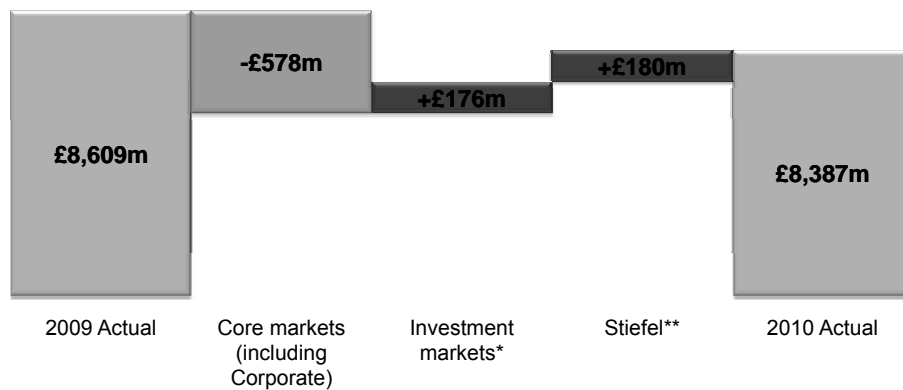 -£578m
+£180m
+£176m
£8,609m
£8,387m
2009 Actual
Core markets
(including
Corporate)
Investment
markets*
Stiefel**
2010 Actual